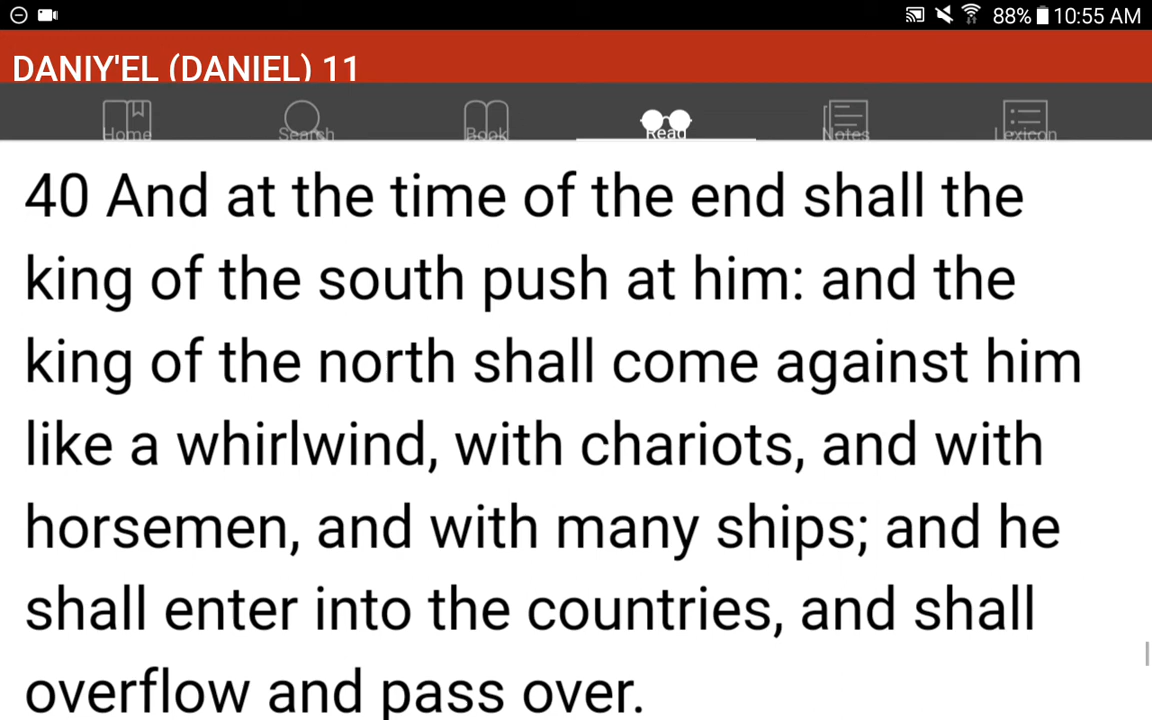 88% 10:55 AM
DANIY'EL (DANIEL) 11
Home Search Book Read Notes Lexicon
40 And at the time of the end shall the
king of the south push at him: and the
king of the north shall come against him
like a whirlwind, with chariots, and with
horsemen, and with many ships; and he
shall enter into the countries, and shall
overflow and pass over.